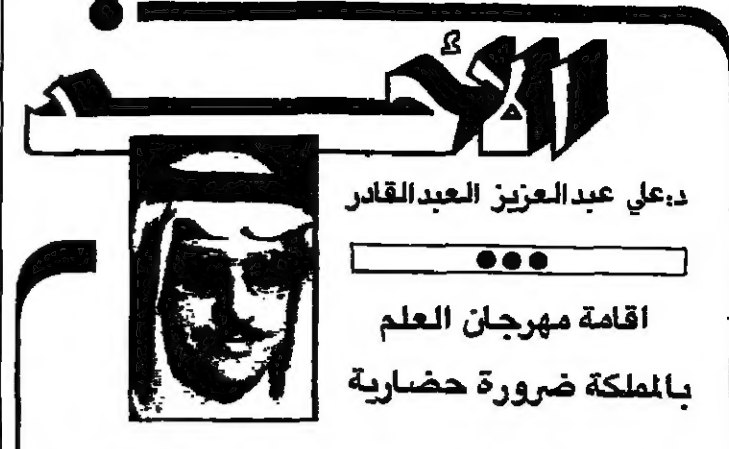 الأحد
د.علي عبدالعزيز العبدالقادر
اقامة مهرجان العلم
بالمملكة ضرورة حضارية